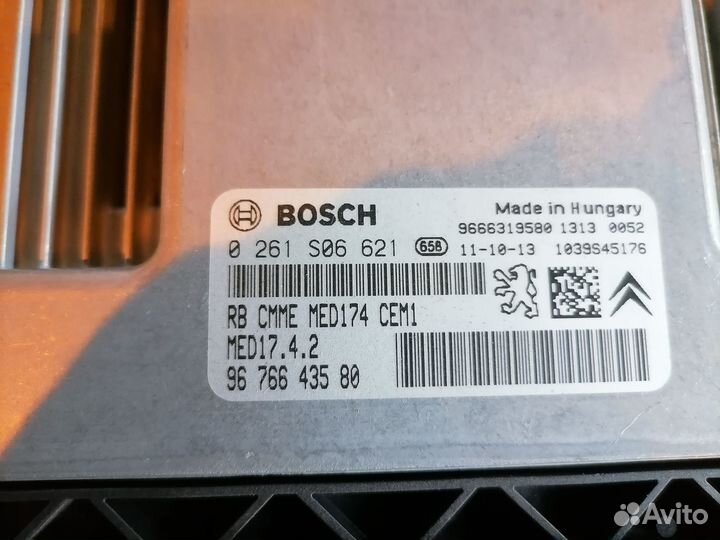 BOSCH
Made in Hungary
9666319580 1313 0052
0 261 S06 621 658 11-10-13 1039S45176
RB CMME MED174 CEM1
MED17.4.2
96 766 435 80
Avito